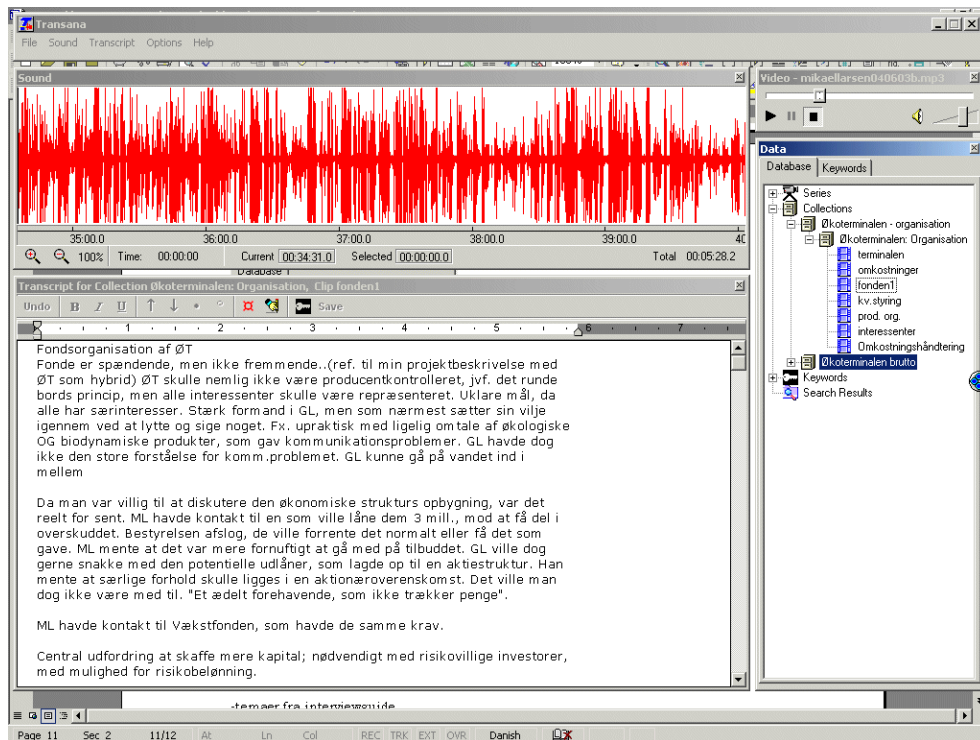 Transana
File Sound Transcript Options Help
Sound
35:00.0 36:00.0 37:00.0 38:00.0 39:00.0 40
100% Time: 00:00:00 Current 00:34:31.0 Selected 00:00:00.0 Total 00:05:28.2
Database 1
Transcript for Collection Økoterminalen: Organisation, Clip fonden1
Undo B I U Save
1 2 3 4 5 6 7
Fondsorganisation af ØT
Fonde er spændende, men ikke fremmende..(ref. til min projektbeskrivelse med
ØT som hybrid) ØT skulle nemlig ikke være producentkontrolleret, jvf. det runde
bords princip, men alle interessenter skulle være repræsenteret. Uklare mål, da
alle har særinteresser. Stærk formand i GL, men som nærmest sætter sin vilje
igennem ved at lytte og sige noget. Fx. upraktisk med ligelig omtale af økologiske
OG biodynamiske produkter, som gav kommunikationsproblemer. GL havde dog
ikke den store forståelse for komm.problemet. GL kunne gå på vandet ind i
mellem
Da man var villig til at diskutere den økonomiske strukturs opbygning, var det
reelt for sent. ML havde kontakt til en som ville låne dem 3 mill., mod at få del i
overskuddet. Bestyrelsen afslog, de ville forrente det normalt eller få det som
gave. ML mente at det var mere fornuftigt at gå med på tilbuddet. GL ville dog
gerne snakke med den potentielle udlåner, som lagde op til en aktiestruktur. Han
mente at særlige forhold skulle ligges i en aktionæroverenskomst. Det ville man
dog ikke være med til. "Et ædelt forehavende, som ikke trækker penge".
ML havde kontakt til Vækstfonden, som havde de samme krav.
Central udfordring at skaffe mere kapital; nødvendigt med risikovillige investorer,
med mulighed for risikobelønning.
Video - mikaellarsen040603b.mp3
Data
Database Keywords
Series
Collections
Økoterminalen - organisation
Økoterminalen: Organisation
terminalen
omkostninger
fonden1
kv.styring
prod. org.
interessenter
Omkostningshåndtering
Økoterminalen brutto
Keywords
Search Results
-temaer fra interviewguide
Page 11 Sec 2 11/12 At Ln Col REC TRK EXT OVR Danish